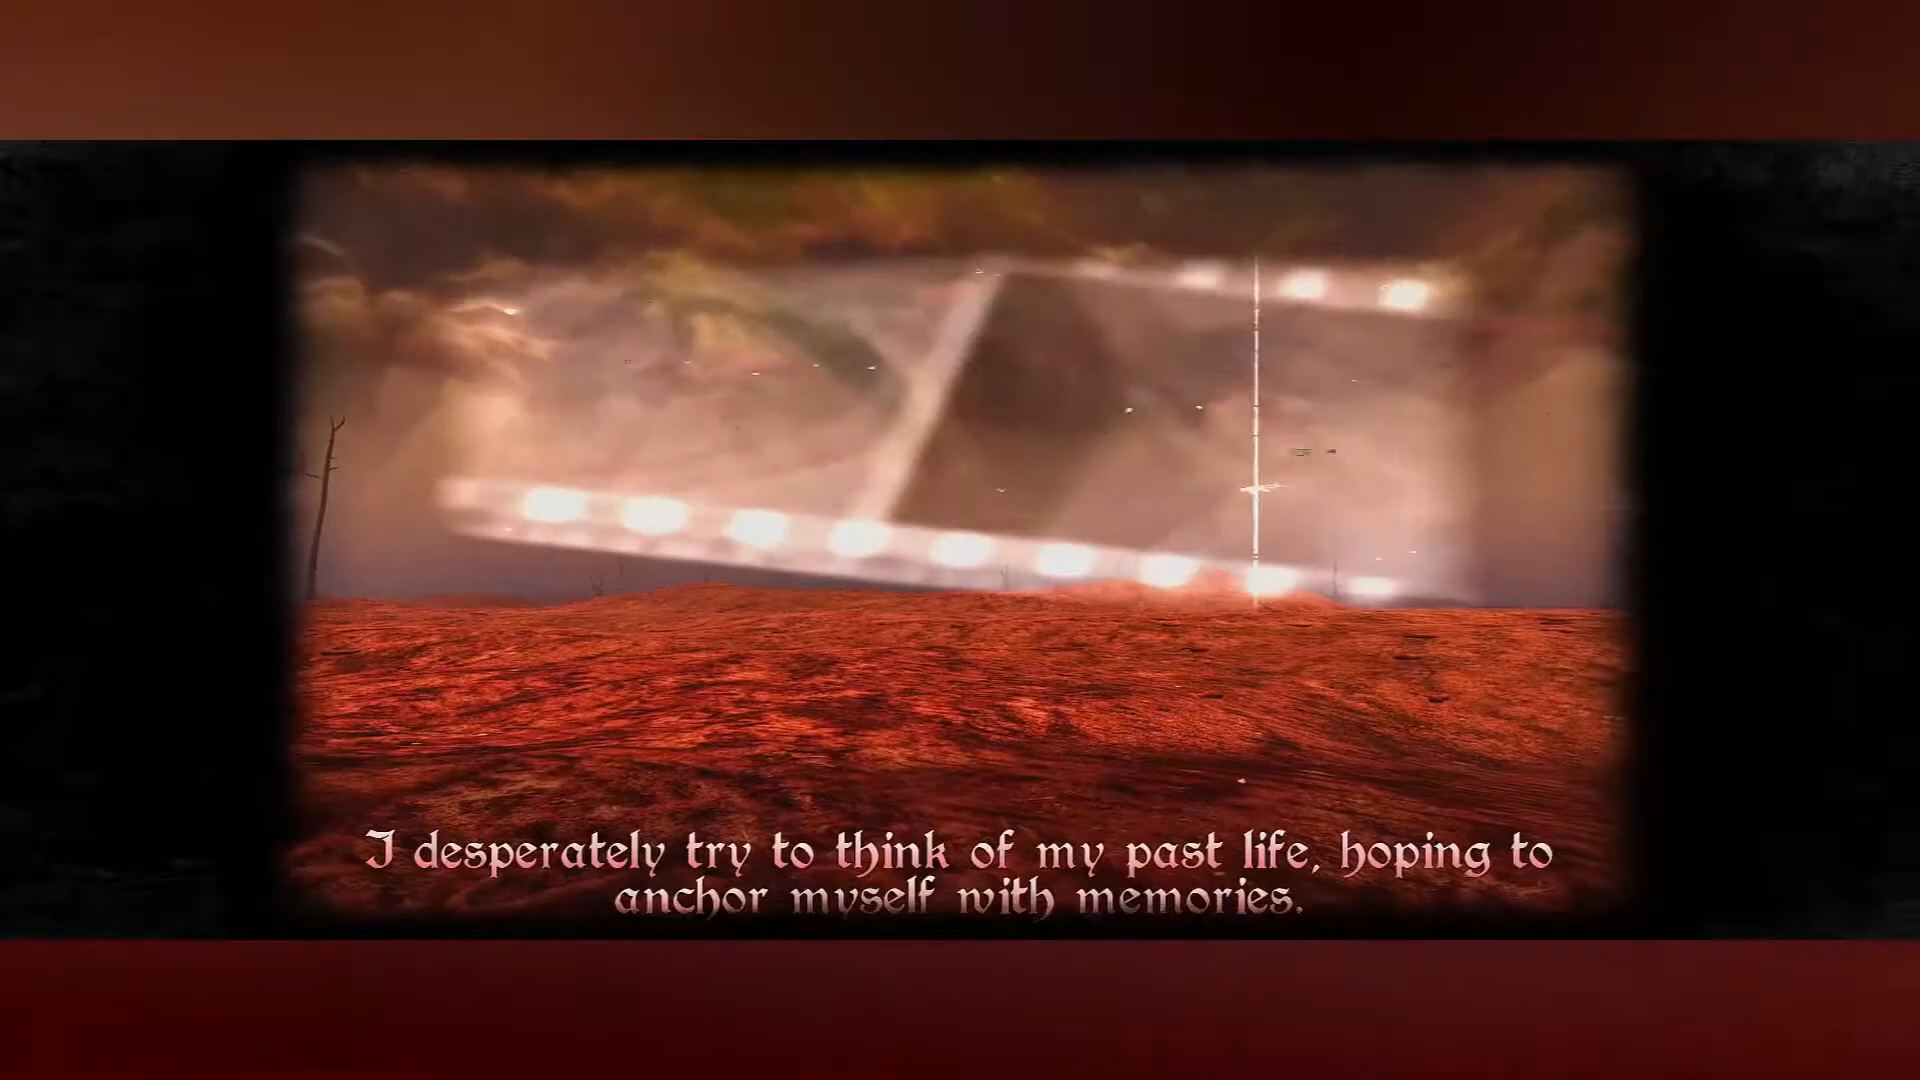 I desperately try to think of my past life, hoping to
anchor myself with memories.